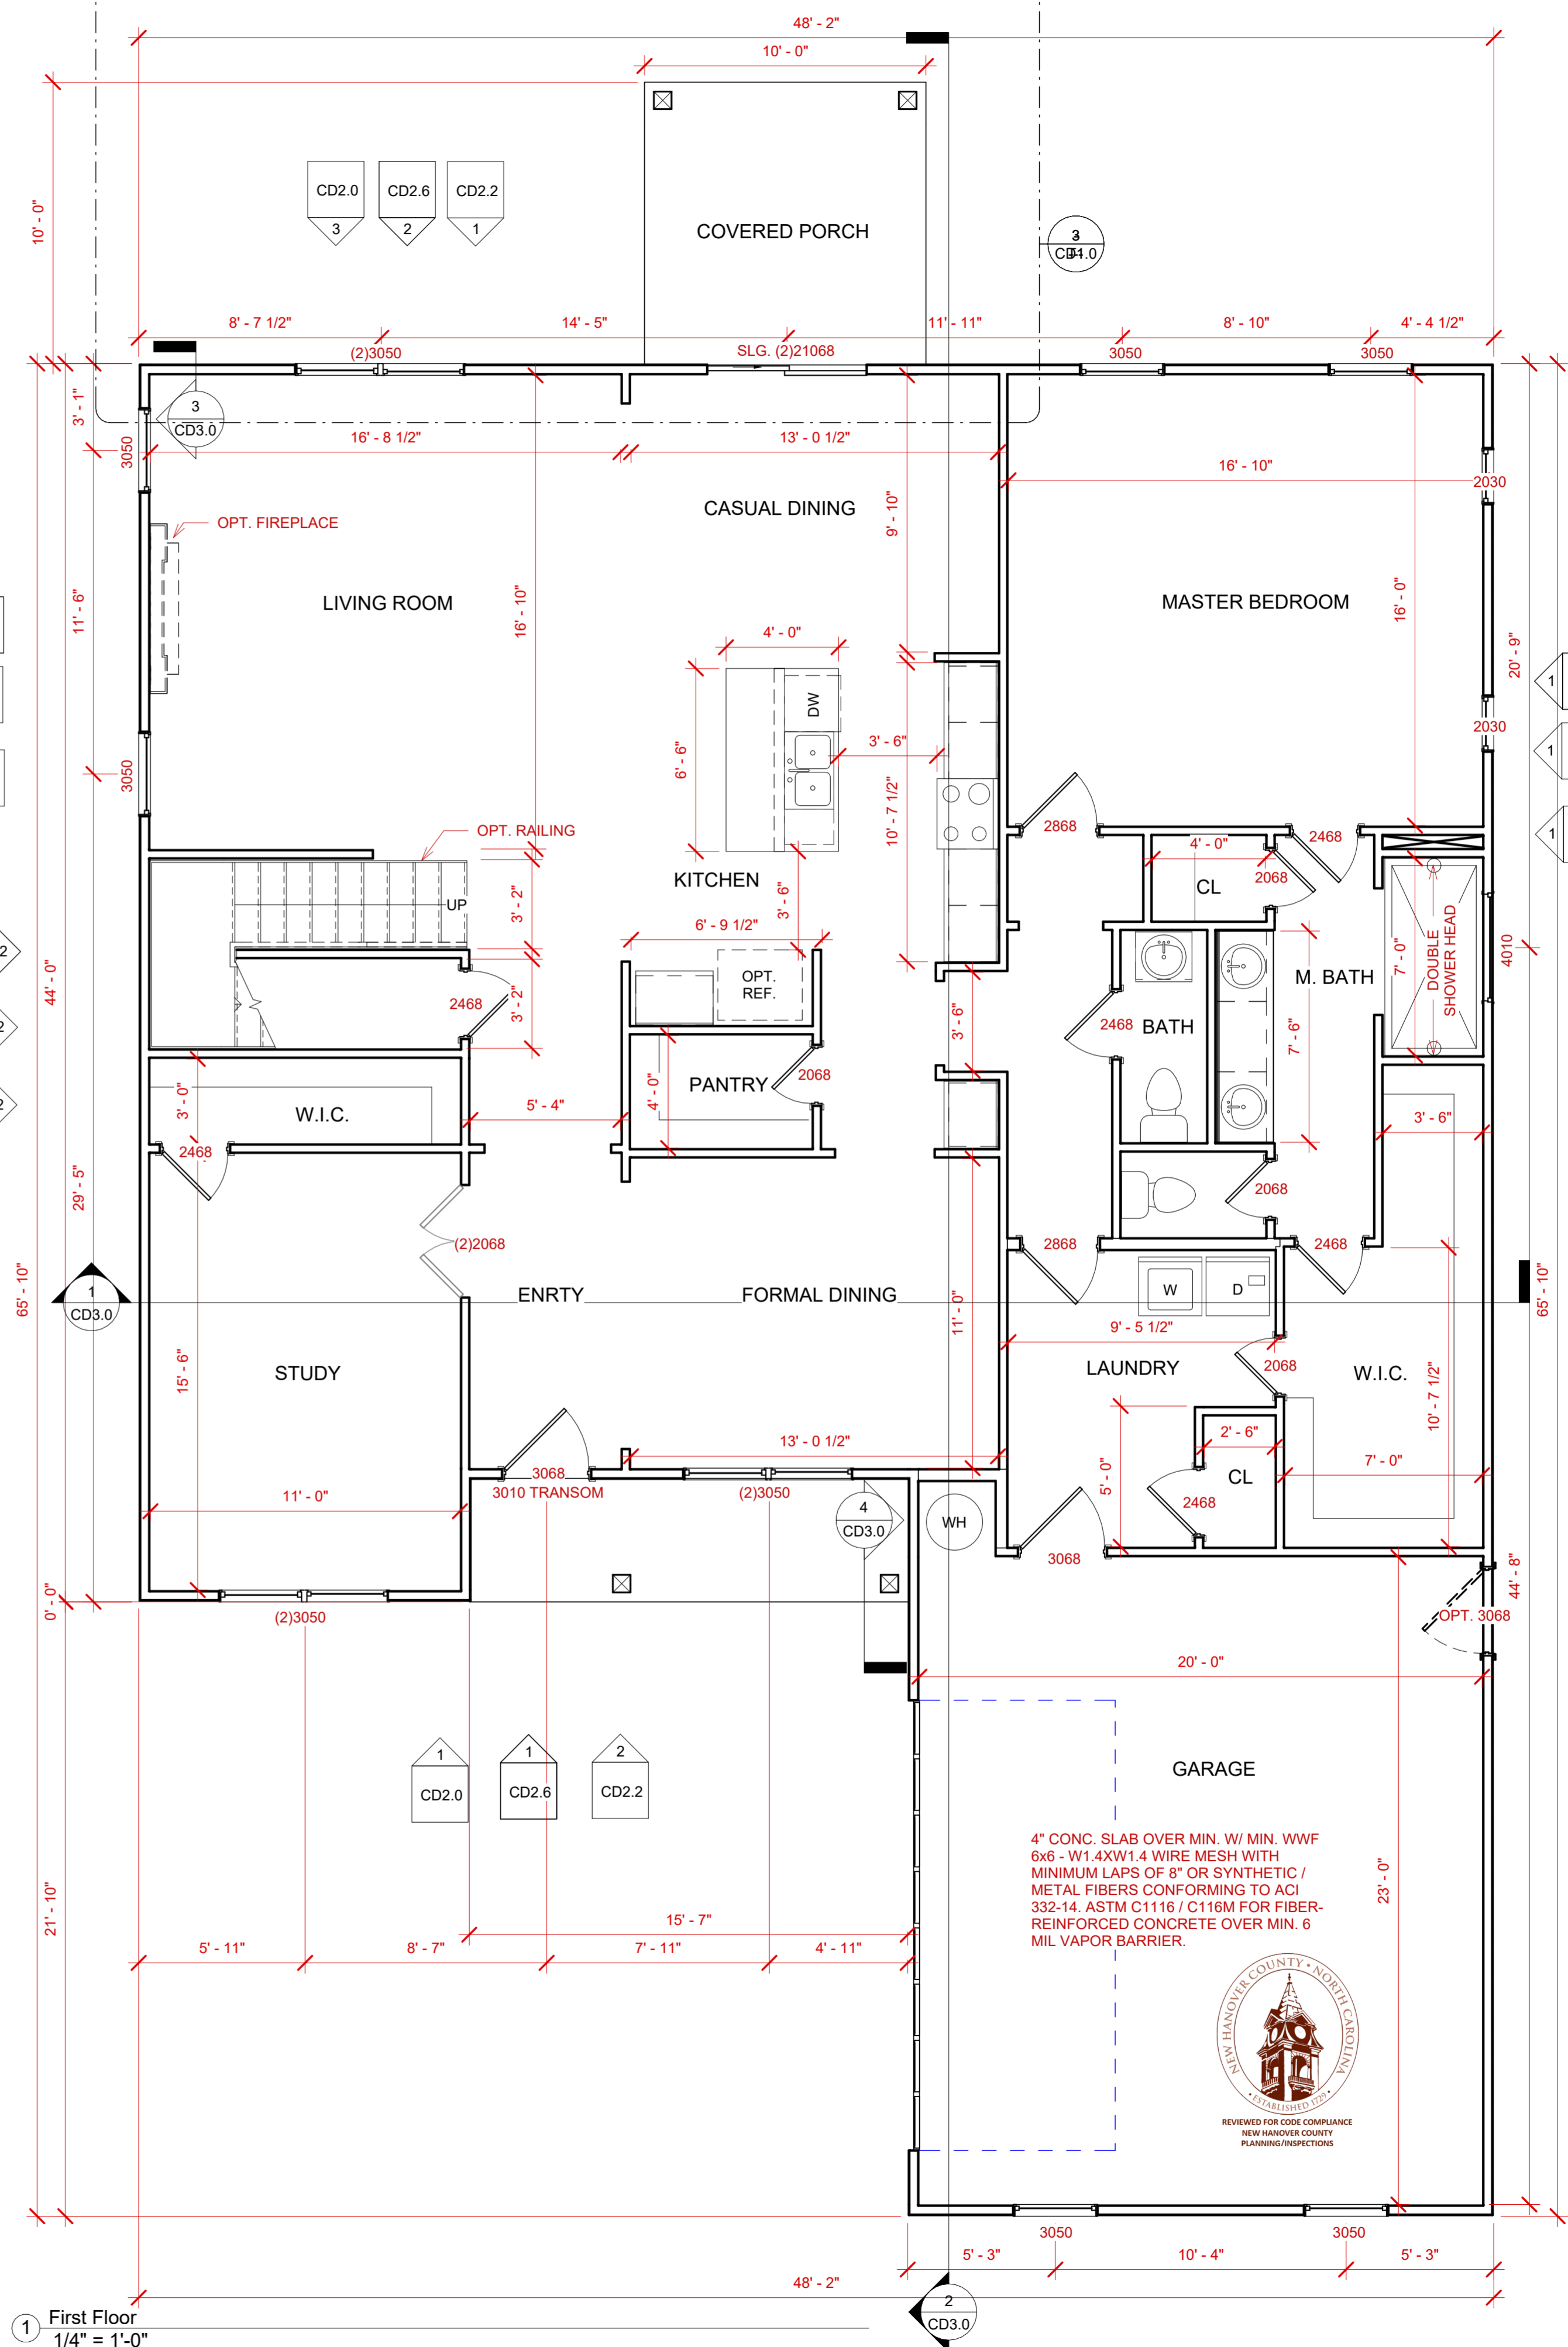 48' - 2"
10' - 0"
10' - 0"
CD2.0
3
CD2.6
2
CD2.2
1
COVERED PORCH
3
8' - 7 1/2"
14' - 5"
11' - 11"
8' - 10"
4' - 4 1/2"
(2)3050
SLG. (2)21068
3050
3050
3' - 1"
3050
3
CD3.0
16' - 8 1/2"
13' - 0 1/2"
16' - 10"
2030
CASUAL DINING
9' - 10"
OPT. FIREPLACE
LIVING ROOM
16' - 10"
MASTER BEDROOM
16' - 0"
11' - 6"
20' - 9"
4' - 0"
DW
6' - 6"
3' - 6"
10' - 7 1/2"
2030
1
1
1
3050
OPT. RAILING
2868
2468
4' - 0"
2068
CL
KITCHEN
UP
3' - 2"
3' - 6"
6' - 9 1/2"
OPT.
REF.
7' - 0"
DOUBLE
SHOWER HEAD
4010
M. BATH
2
44' - 0"
2468
3' - 2"
3' - 6"
2468
BATH
7' - 6"
2
PANTRY
2068
4' - 0"
3' - 0"
W.I.C.
5' - 4"
3' - 6"
2
2468
29' - 5"
2068
(2)2068
2868
2468
1
CD3.0
65' - 10"
ENRTY
FORMAL DINING
11' - 0"
W
D
65' - 10"
9' - 5 1/2"
LAUNDRY
2068
W.I.C.
STUDY
15' - 6"
10' - 7 1/2"
13' - 0 1/2"
2' - 6"
5' - 0"
CL
7' - 0"
3068
3010 TRANSOM
(2)3050
11' - 0"
4
CD3.0
WH
2468
3068
44' - 8"
0' - 0"
(2)3050
OPT. 3068
20' - 0"
1
CD2.0
1
CD2.6
2
CD2.2
GARAGE
4" CONC. SLAB OVER MIN. W/ MIN. WWF
6x6 - W1.4XW1.4 WIRE MESH WITH
MINIMUM LAPS OF 8" OR SYNTHETIC /
METAL FIBERS CONFORMING TO ACI
332-14. ASTM C1116 / C116M FOR FIBER-
REINFORCED CONCRETE OVER MIN. 6
MIL VAPOR BARRIER.
23' - 0"
21' - 10"
15' - 7"
5' - 11"
8' - 7"
7' - 11"
4' - 11"
NEW HANOVER COUNTY • NORTH CAROLINA
• ESTABLISHED 1729 •
REVIEWED FOR CODE COMPLIANCE
NEW HANOVER COUNTY
PLANNING/INSPECTIONS
3050
3050
5' - 3"
10' - 4"
5' - 3"
48' - 2"
2
CD3.0
1
First Floor
1/4" = 1'-0"